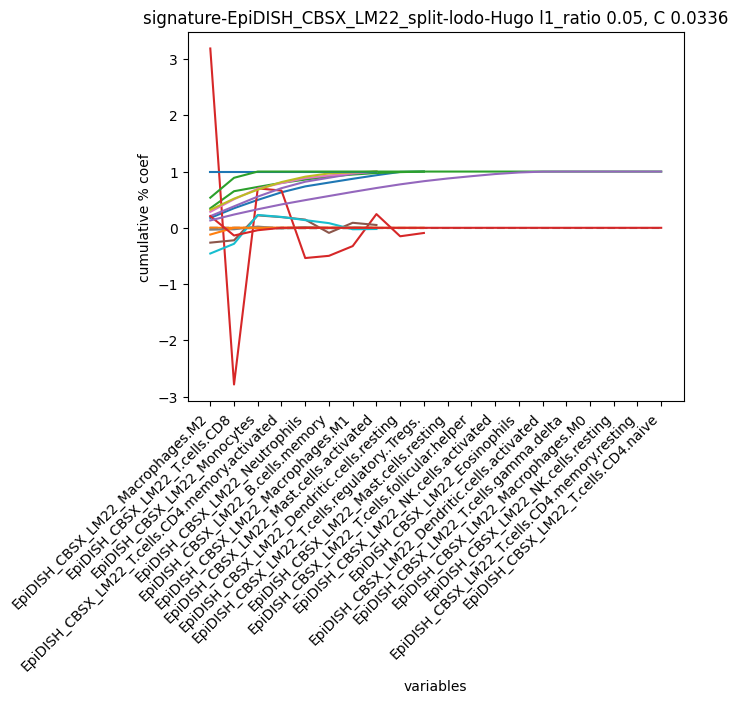 signature-EpiDISH_CBSX_LM22_split-lodo-Hugo l1_ratio 0.05, C 0.0336
cumulative % coef
3
2
1
0
−1
−2
−3
EpiDISH_CBSX_LM22_Macrophages.M2
EpiDISH_CBSX_LM22_T.cells.CD8
EpiDISH_CBSX_LM22_Monocytes
EpiDISH_CBSX_LM22_T.cells.CD4.memory.activated
EpiDISH_CBSX_LM22_Neutrophils
EpiDISH_CBSX_LM22_B.cells.memory
EpiDISH_CBSX_LM22_Macrophages.M1
EpiDISH_CBSX_LM22_Mast.cells.activated
EpiDISH_CBSX_LM22_Dendritic.cells.resting
EpiDISH_CBSX_LM22_T.cells.regulatory..Tregs.
EpiDISH_CBSX_LM22_Mast.cells.resting
EpiDISH_CBSX_LM22_T.cells.follicular.helper
EpiDISH_CBSX_LM22_NK.cells.activated
EpiDISH_CBSX_LM22_Eosinophils
EpiDISH_CBSX_LM22_Dendritic.cells.activated
EpiDISH_CBSX_LM22_T.cells.gamma.delta
EpiDISH_CBSX_LM22_Macrophages.M0
EpiDISH_CBSX_LM22_NK.cells.resting
EpiDISH_CBSX_LM22_T.cells.CD4.memory.resting
EpiDISH_CBSX_LM22_T.cells.CD4.naive
variables